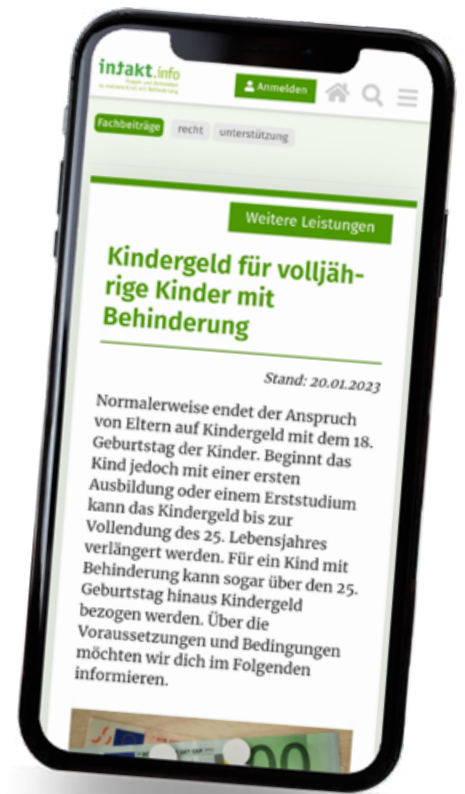 intakt.info
Anmelden
Fachbeiträge recht unterstützung
Weitere Leistungen
Kindergeld für volljäh-
rige Kinder mit
Behinderung
Stand: 20.01.2023
Normalerweise endet der Anspruch
von Eltern auf Kindergeld mit dem 18.
Geburtstag der Kinder. Beginnt das
Kind jedoch mit einer ersten
Ausbildung oder einem Erststudium
kann das Kindergeld bis zur
Vollendung des 25. Lebensjahres
verlängert werden. Für ein Kind mit
Behinderung kann sogar über den 25.
Geburtstag hinaus Kindergeld
bezogen werden. Über die
Voraussetzungen und Bedingungen
möchten wir dich im Folgenden
informieren.
00